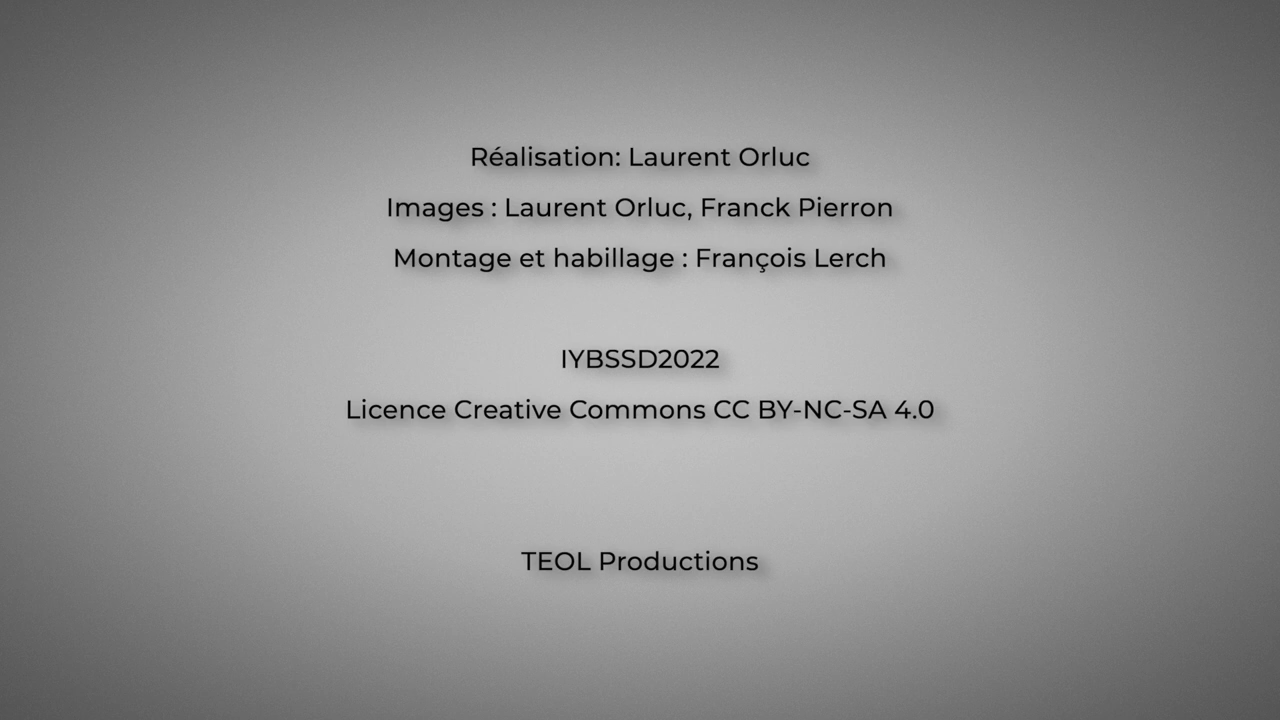 Réalisation: Laurent Orluc
Images : Laurent Orluc, Franck Pierron
Montage et habillage : François Lerch
IYBSSD2022
Licence Creative Commons CC BY-NC-SA 4.0
TEOL Productions